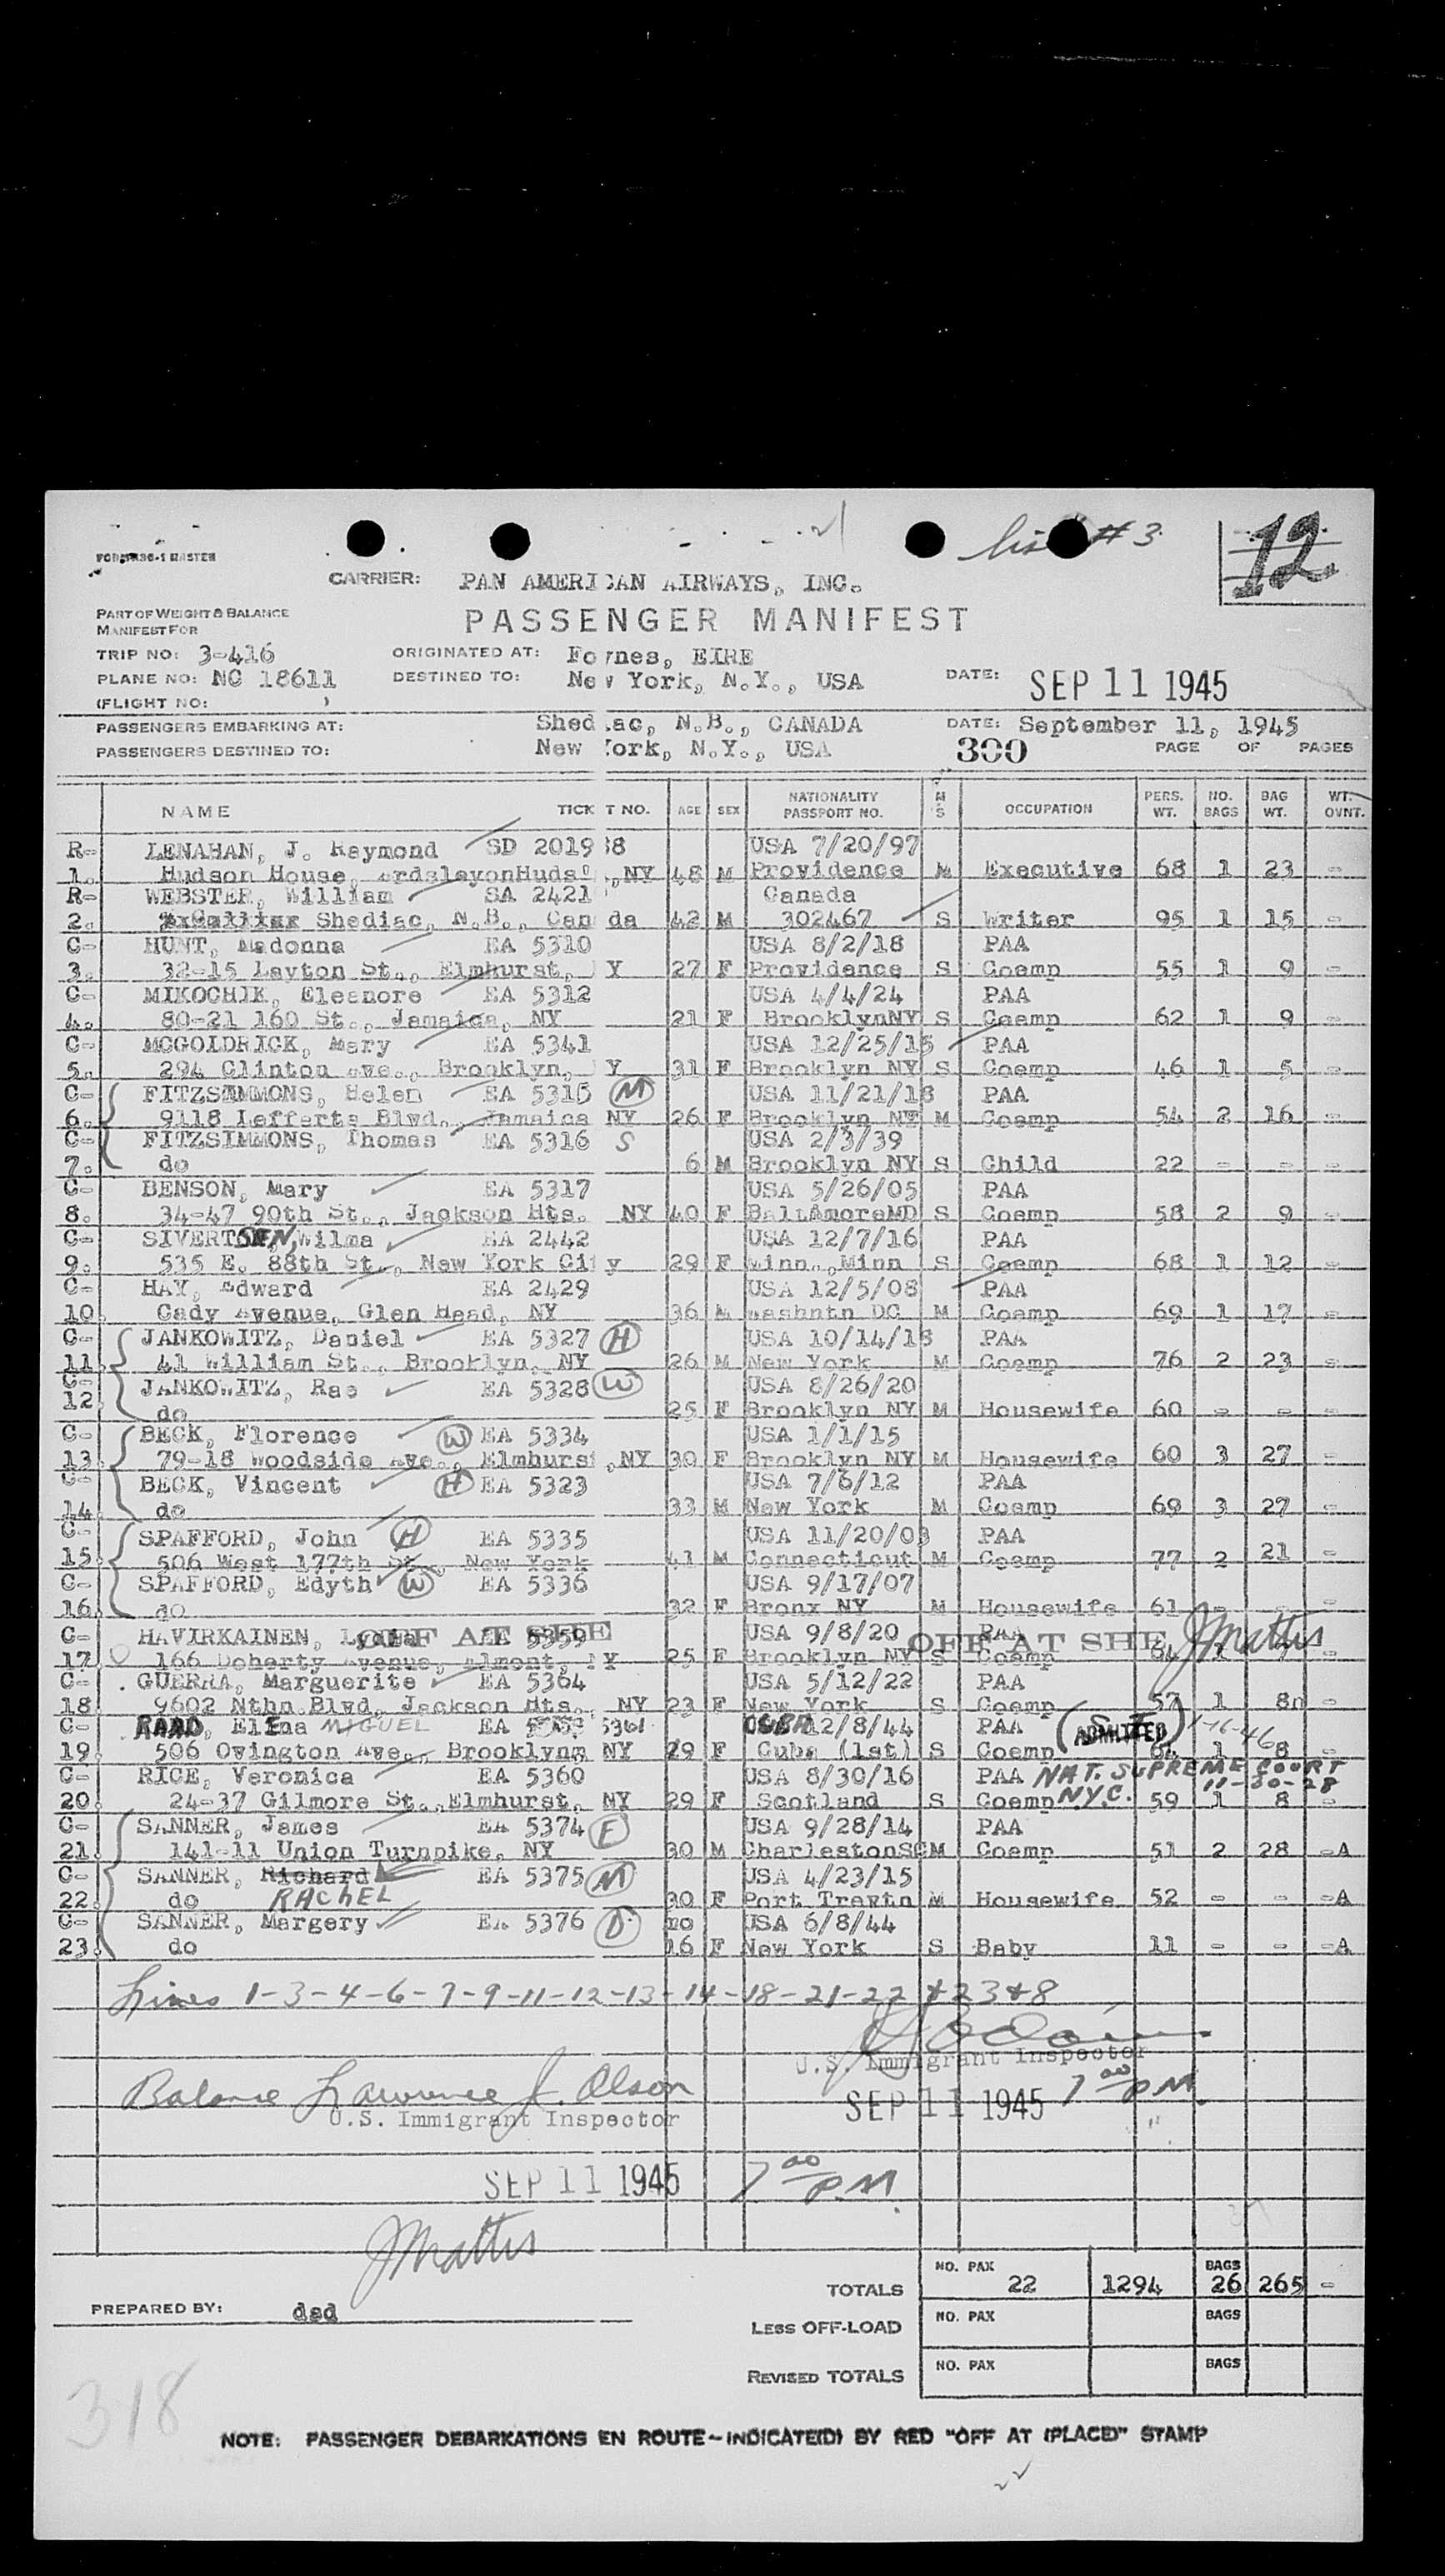 list #3
12
FORM 530-1 MASTER
CARRIER: PAN AMERICAN AIRWAYS, INC.
PART OF WEIGHT & BALANCE
MANIFEST FOR
PASSENGER MANIFEST
TRIP NO: 3-416 ORIGINATED AT: Foynes, EIRE
PLANE NO: NC 18611 DESTINED TO: New York, N.Y., USA DATE: SEP 11 1945
(FLIGHT NO: )
PASSENGERS EMBARKING AT: Shediac, N.B., CANADA DATE: September 11, 1945
PASSENGERS DESTINED TO: New York, N.Y., USA 300 PAGE OF PAGES
NAME TICKET NO. AGE SEX NATIONALITY PASSPORT NO. M S OCCUPATION PERS. WT. NO. BAGS BAG WT. WT. OVNT.
R- LENAHAN, J. Raymond SD 201938 USA 7/20/97
1. Hudson House, NY 48 M Providence M Executive 68 1 23 -
R- WEBSTER, William SA 2421 Canada
2. Shediac, N.B., Canada 42 M 302467 S Writer 95 1 15 -
C- HUNT, Madonna EA 5310 USA 8/2/18 PAA
3. 32-15 Layton St., Elmhurst, NY 27 F Providence S Coemp 55 1 9 -
C- MIKOCHIK, Eleanore EA 5312 USA 4/4/24 PAA
4. 80-21 160 St., Jamaica, NY 21 F BrooklynNY S Coemp 62 1 9 -
C- MCGOLDRICK, Mary EA 5341 USA 12/25/15 PAA
5. 294 Clinton Ave., Brooklyn, NY 31 F Brooklyn NY S Coemp 46 1 5 -
C- FITZSIMMONS, Helen EA 5315 M USA 11/21/18 PAA
6. 9118 Lefferts Blvd., Jamaica NY 26 F Brooklyn NY M Coemp 54 2 16 -
C- FITZSIMMONS, Thomas EA 5316 S USA 2/3/39
7. do 6 M Brooklyn NY S Child 22 - - -
C- BENSON, Mary EA 5317 USA 5/26/05 PAA
8. 34-47 90th St., Jackson Hts. NY 40 F BaltimoreMD S Coemp 58 2 9 -
C- SIVERTSEN, Wilma EA 2442 USA 12/7/16 PAA
9. 535 E. 88th St., New York City 29 F Winn.,Minn S Coemp 68 1 12 -
C- HAY, Edward EA 2429 USA 12/5/08 PAA
10. Cady Avenue, Glen Head, NY 36 M Washntn DC M Coemp 69 1 17 -
C- JANKOWITZ, Daniel EA 5327 H USA 10/14/18 PAA
11. 41 William St., Brooklyn, NY 26 M New York M Coemp 76 2 23 -
C- JANKOWITZ, Rae EA 5328 W USA 8/26/20
12. do 25 F Brooklyn NY M Housewife 60 - - -
C- BECK, Florence W EA 5334 USA 1/1/15
13. 79-18 Woodside Ave., Elmhurst,NY 30 F Brooklyn NY M Housewife 60 3 27 -
C- BECK, Vincent H EA 5323 USA 7/6/12 PAA
14. do 33 M New York M Coemp 69 3 27 -
C- SPAFFORD, John H EA 5335 USA 11/20/03 PAA
15. 506 West 177th St., New York 41 M Connecticut M Coemp 77 2 21 -
C- SPAFFORD, Edyth W EA 5336 USA 9/17/07
16. do 32 F Bronx NY M Housewife 61 - - -
C- HAVIRKAINEN, OFF AT SHE EA 5359 USA 9/8/20 PAA OFF AT SHE JMattis
17. 166 Doherty Avenue, Elmont, NY 25 F Brooklyn NY S Coemp 64 1
C- GUERRA, Marguerite EA 5364 USA 5/12/22 PAA
18. 9602 Nthn.Blvd, Jackson Hts., NY 23 F New York S Coemp 57 1 8 -
C- RAAD, Elena MIGUEL EA 5361 12/8/44 PAA (ADMITTED) 1-16-46
19. 506 Ovington Ave., Brooklyn, NY 29 F Cuba (1st) S Coemp 64 1 8 -
C- RICE, Veronica EA 5360 USA 8/30/16 PAA NAT. SUPREME COURT
20. 24-37 Gilmore St.,Elmhurst, NY 29 F Scotland S Coemp N.Y.C. 59 1 8 - 11-30-28
C- SANNER, James EA 5374 F USA 9/28/14 PAA
21. 141-11 Union Turnpike, NY 30 M CharlestonSC M Coemp 51 2 28 -A
C- SANNER, Richard EA 5375 M USA 4/23/15
22. do RACHEL 30 F Port M Housewife 52 - - -A
C- SANNER, Margery EA 5376 D mo USA 6/8/44
23. do 16 F New York S Baby 11 - - -A
Lines 1-3-4-6-7-9-11-12-13-14-18-21-22 & 23 & 8
U.S. Immigrant Inspector
Balance Lawrence J. Olson SEP 11 1945 7 00 PM
U.S. Immigrant Inspector
SEP 11 1945 7 00 P.M.
JMattis
TOTALS NO. PAX 22 1294 BAGS 26 265 -
PREPARED BY: dsd
LESS OFF-LOAD NO. PAX BAGS
REVISED TOTALS NO. PAX BAGS
318
NOTE: PASSENGER DEBARKATIONS EN ROUTE-INDICATE(D) BY RED "OFF AT (PLACE)" STAMP